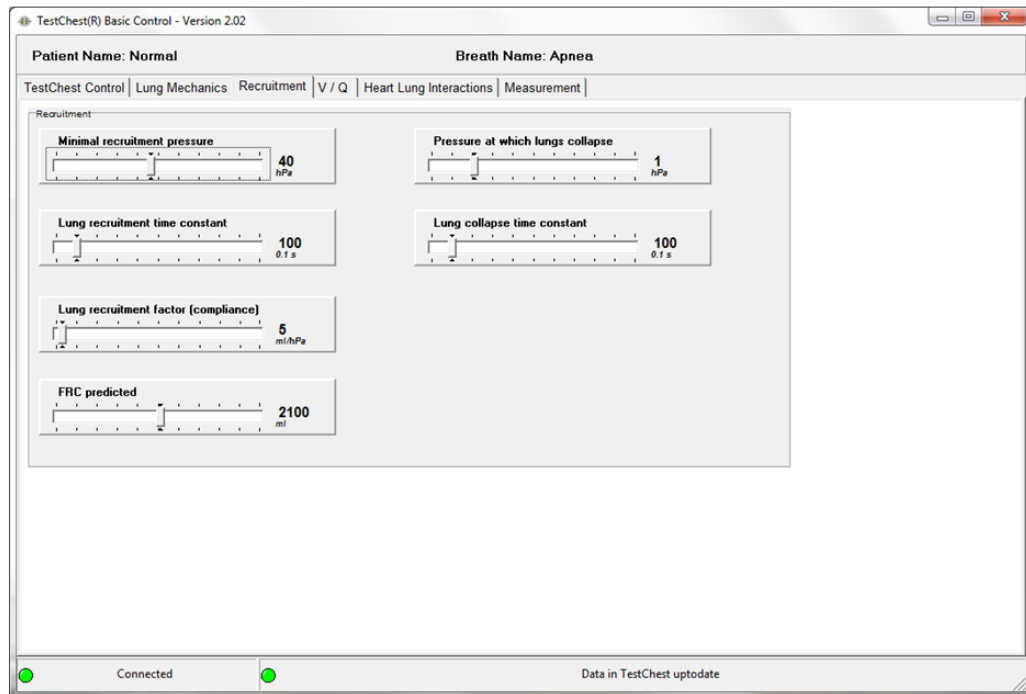 TestChest(R) Basic Control - Version 2.02
Patient Name: Normal Breath Name: Apnea
TestChest Control Lung Mechanics Recruitment V / Q Heart Lung Interactions Measurement
Recruitment
Minimal recruitment pressure
40
hPa
Pressure at which lungs collapse
1
hPa
Lung recruitment time constant
100
0.1 s
Lung collapse time constant
100
0.1 s
Lung recruitment factor (compliance)
5
ml/hPa
FRC predicted
2100
ml
Connected Data in TestChest uptodate